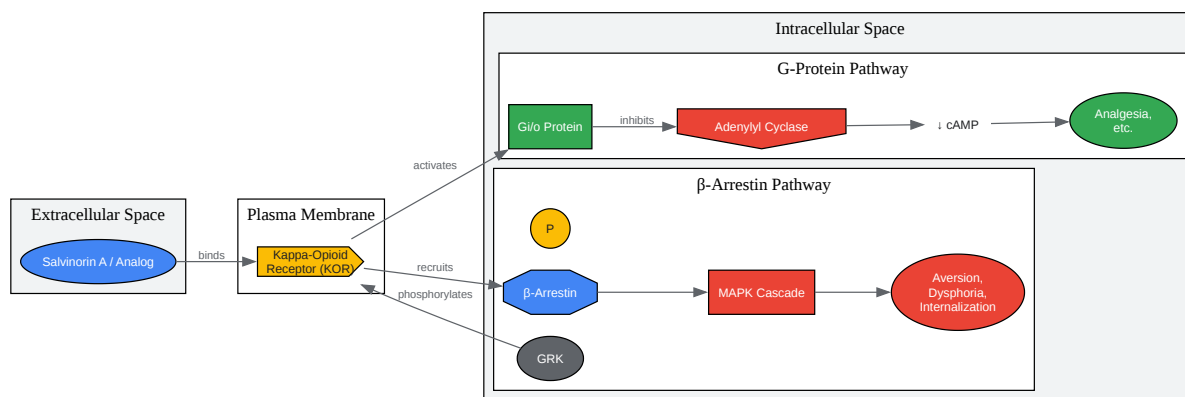 Intracellular Space
G-Protein Pathway
Gi/o Protein
inhibits
Adenylyl Cyclase
↓ cAMP
Analgesia,
etc.
activates
β-Arrestin Pathway
Extracellular Space
Plasma Membrane
P
Salvinorin A / Analog
binds
Kappa-Opioid
Receptor (KOR)
recruits
phosphorylates
β-Arrestin
MAPK Cascade
Aversion,
Dysphoria,
Internalization
GRK